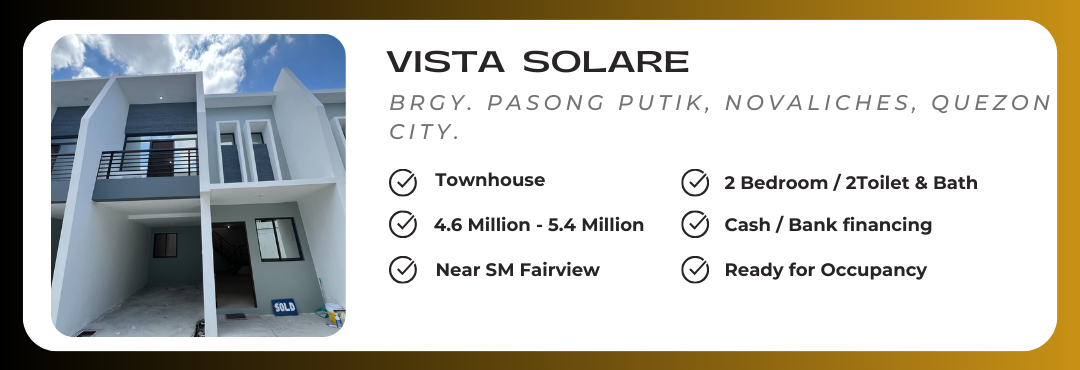 VISTA SOLARE
BRGY. PASONG PUTIK, NOVALICHES, QUEZON
CITY.
Townhouse
2 Bedroom / 2Toilet & Bath
4.6 Million - 5.4 Million
Cash / Bank financing
Near SM Fairview
Ready for Occupancy
SOLD